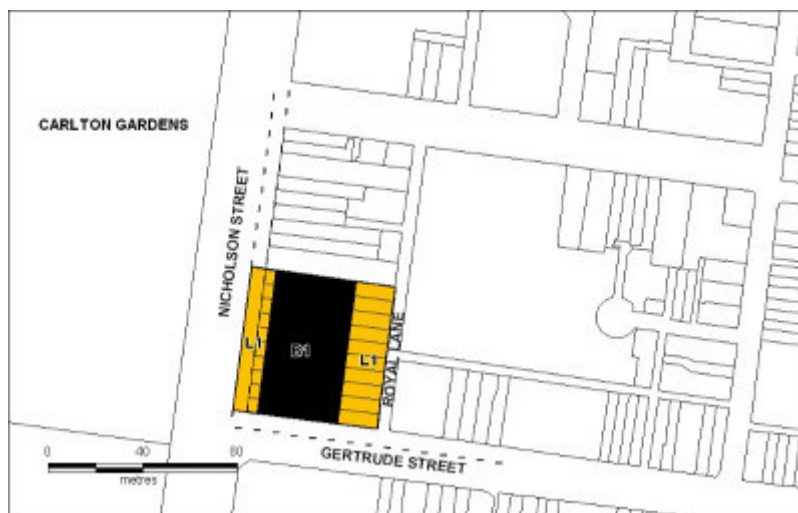 CARLTON GARDENS
NICHOLSON STREET
L1
B1
L1
ROYAL LANE
GERTRUDE STREET
0 40 80
metres